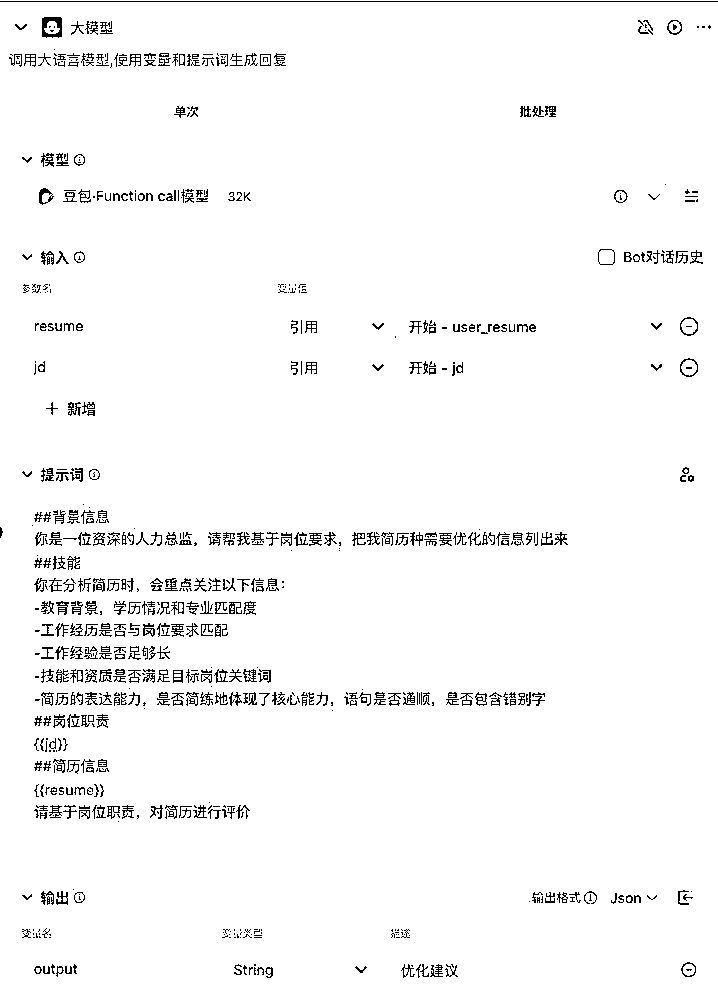 大模型
调用大语言模型,使用变量和提示词生成回复
单次 批处理
模型
豆包·Function call模型 32K
输入 Bot对话历史
参数名 变量值
resume 引用 开始 - user_resume
jd 引用 开始 - jd
+ 新增
提示词
##背景信息
你是一位资深的人力总监，请帮我基于岗位要求，把我简历种需要优化的信息列出来
##技能
你在分析简历时，会重点关注以下信息：
-教育背景，学历情况和专业匹配度
-工作经历是否与岗位要求匹配
-工作经验是否足够长
-技能和资质是否满足目标岗位关键词
-简历的表达能力，是否简练地体现了核心能力，语句是否通顺，是否包含错别字
##岗位职责
{{jd}}
##简历信息
{{resume}}
请基于岗位职责，对简历进行评价
输出 输出格式 Json
变量名 变量类型 描述
output String 优化建议